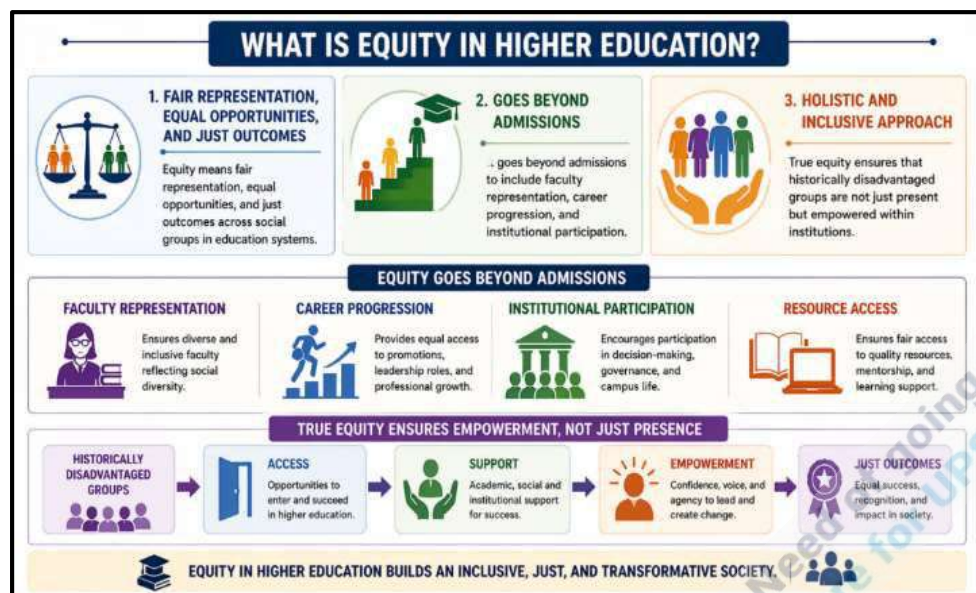 WHAT IS EQUITY IN HIGHER EDUCATION?
1. FAIR REPRESENTATION,
EQUAL OPPORTUNITIES,
AND JUST OUTCOMES
Equity means fair
representation, equal
opportunities, and just
outcomes across social
groups in education systems.
2. GOES BEYOND
ADMISSIONS
. goes beyond admissions
to include faculty
representation, career
progression, and
institutional participation.
3. HOLISTIC AND
INCLUSIVE APPROACH
True equity ensures that
historically disadvantaged
groups are not just present
but empowered within
institutions.
EQUITY GOES BEYOND ADMISSIONS
FACULTY REPRESENTATION
Ensures diverse and
inclusive faculty
reflecting social
diversity.
CAREER PROGRESSION
Provides equal access
to promotions,
leadership roles, and
professional growth.
INSTITUTIONAL PARTICIPATION
Encourages participation
in decision-making,
governance, and
campus life.
RESOURCE ACCESS
Ensures fair access
to quality resources,
mentorship, and
learning support.
TRUE EQUITY ENSURES EMPOWERMENT, NOT JUST PRESENCE
HISTORICALLY
DISADVANTAGED
GROUPS
ACCESS
Opportunities to
enter and succeed
in higher education.
SUPPORT
Academic, social and
institutional support
for success.
EMPOWERMENT
Confidence, voice, and
agency to lead and
create change.
JUST OUTCOMES
Equal success,
recognition, and
impact in society.
EQUITY IN HIGHER EDUCATION BUILDS AN INCLUSIVE, JUST, AND TRANSFORMATIVE SOCIETY.
Need
going
for